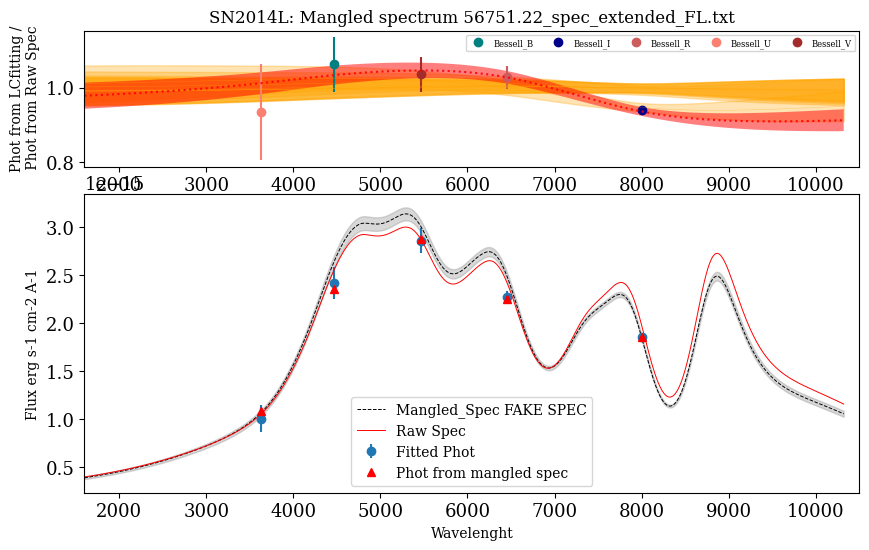 SN2014L: Mangled spectrum 56751.22_spec_extended_FL.txt
Phot from LCfitting /
Phot from Raw Spec
Bessell_B Bessell_I Bessell_R Bessell_U Bessell_V
1.0
0.8
2000 3000 4000 5000 6000 7000 8000 9000 10000
1e−15
Flux erg s-1 cm-2 A-1
3.0
2.5
2.0
1.5
1.0
0.5
Mangled_Spec FAKE SPEC
Raw Spec
Fitted Phot
Phot from mangled spec
2000 3000 4000 5000 6000 7000 8000 9000 10000
Wavelenght